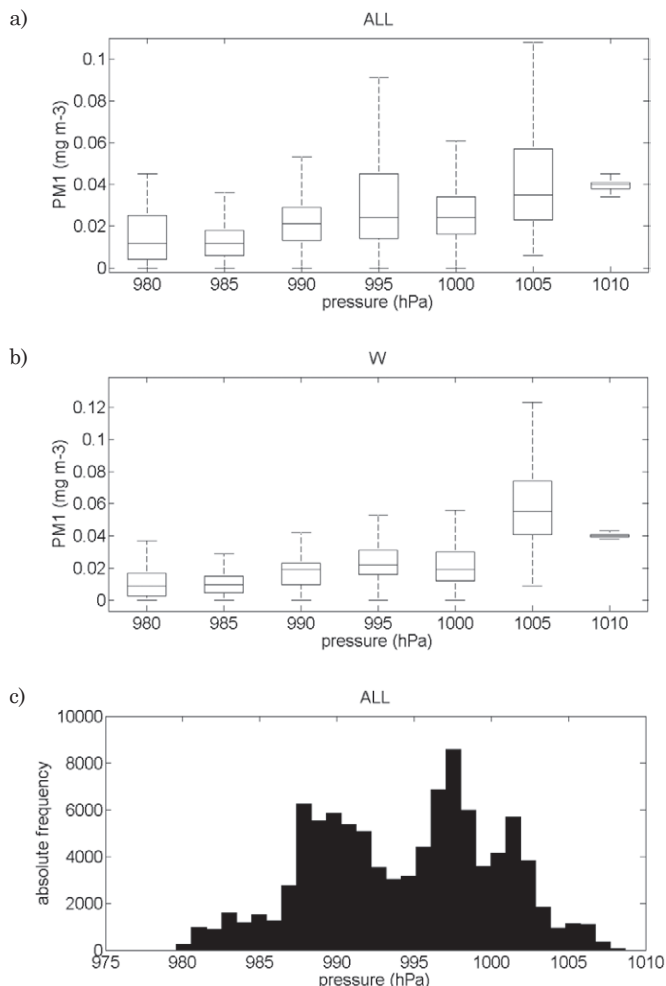 a)
ALL
PM1 (mg m-3)
0.1
0.08
0.06
0.04
0.02
0
980 985 990 995 1000 1005 1010
pressure (hPa)
b)
W
PM1 (mg m-3)
0.12
0.1
0.08
0.06
0.04
0.02
0
980 985 990 995 1000 1005 1010
pressure (hPa)
c)
ALL
absolute frequency
10000
8000
6000
4000
2000
0
975 980 985 990 995 1000 1005 1010
pressure (hPa)